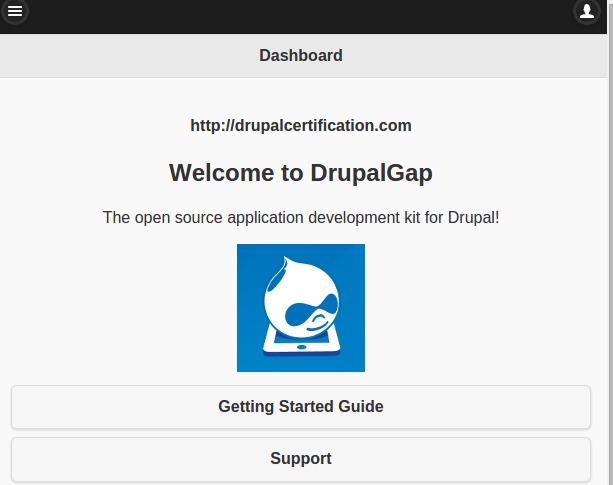 Dashboard
http://drupalcertification.com
Welcome to DrupalGap
The open source application development kit for Drupal!
Getting Started Guide
Support